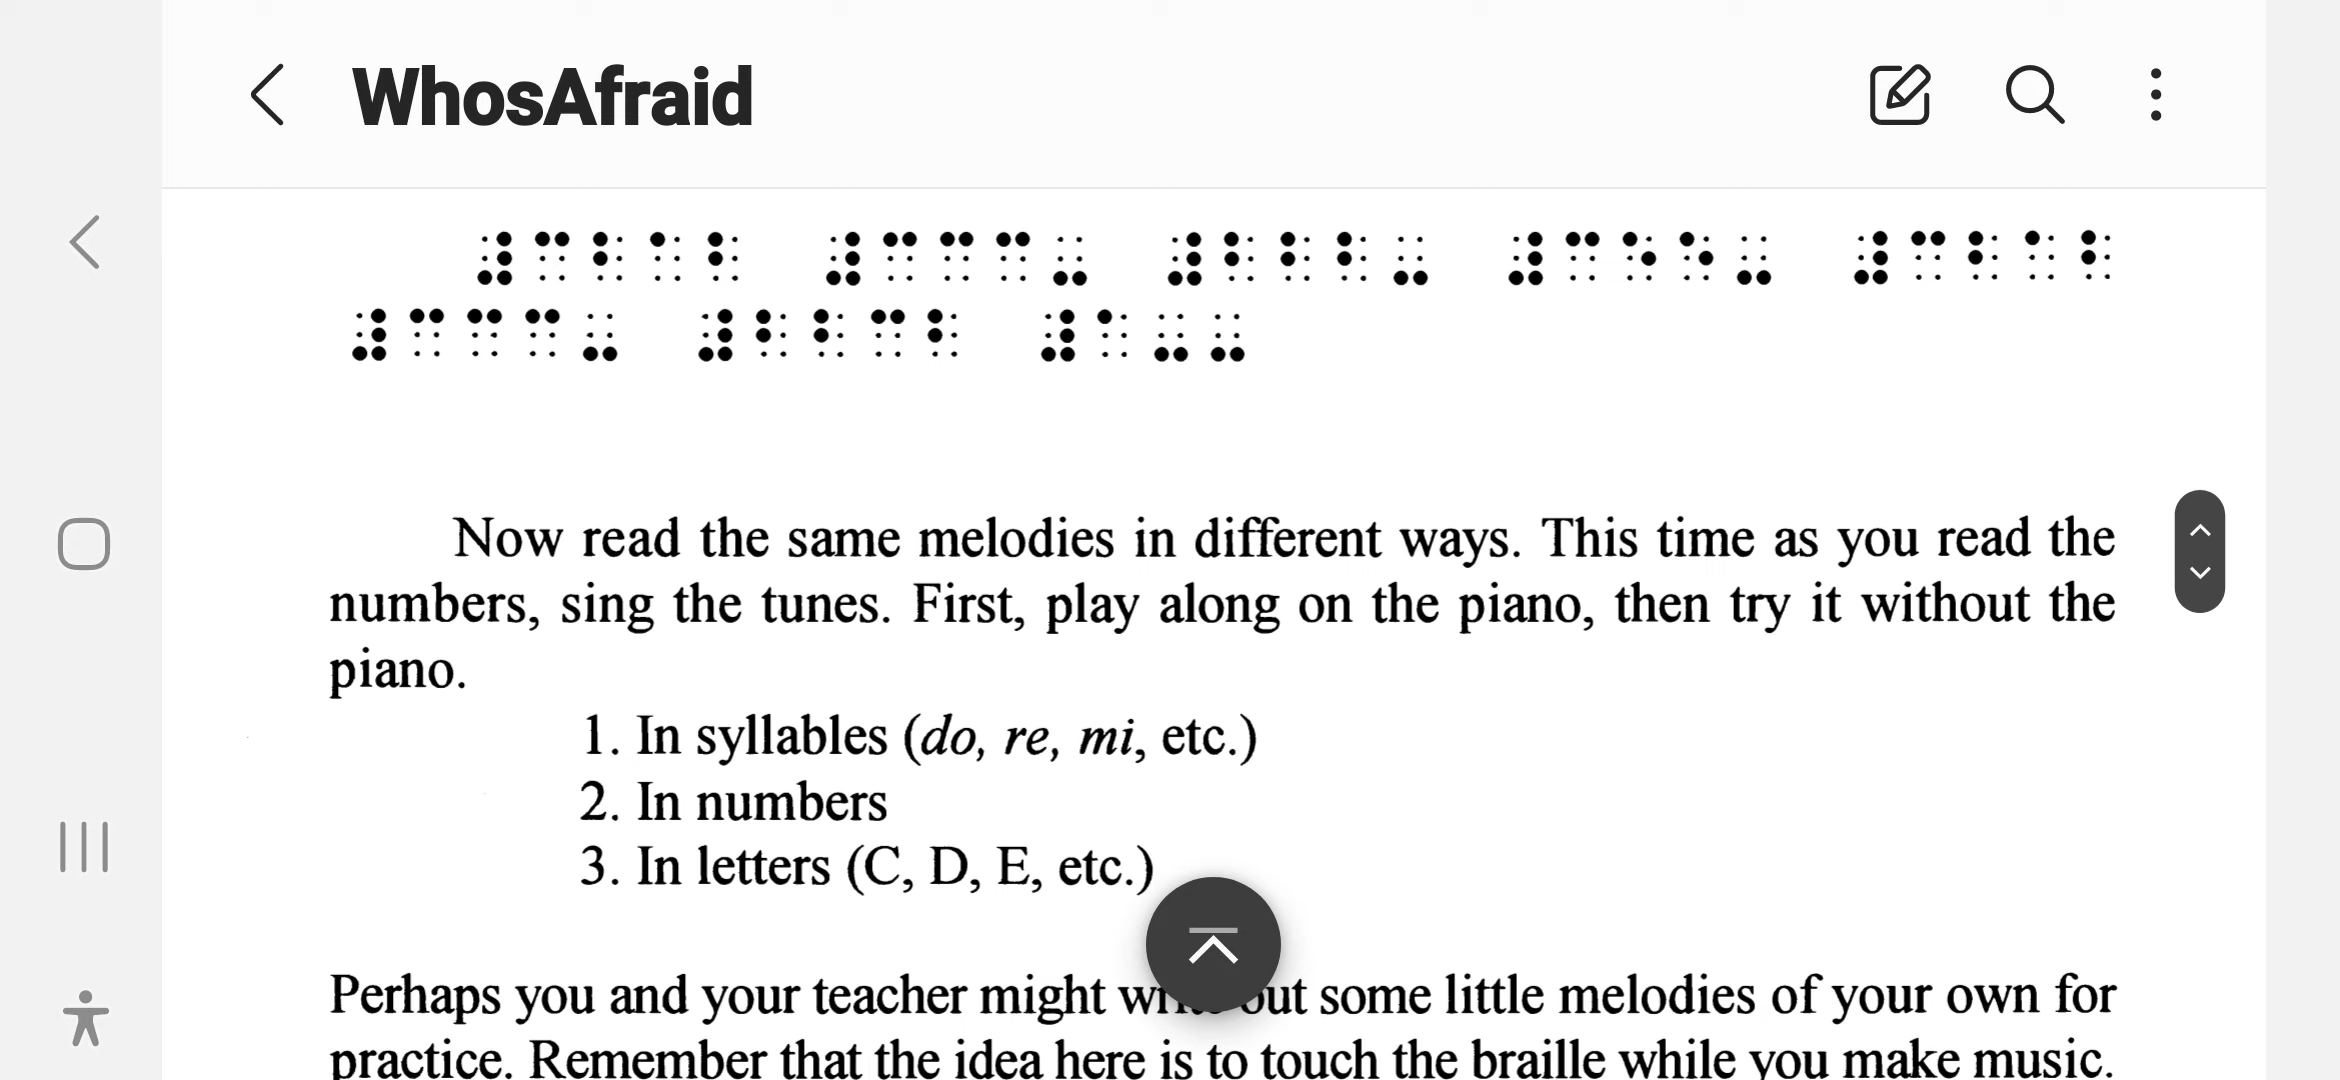 WhosAfraid
⠼⠉⠃⠁⠃ ⠼⠉⠉⠉⠤ ⠼⠃⠃⠃⠤ ⠼⠉⠑⠑⠤ ⠼⠉⠃⠁⠃
⠼⠉⠉⠉⠤ ⠼⠃⠃⠉⠃ ⠼⠁⠤⠤
Now read the same melodies in different ways. This time as you read the
numbers, sing the tunes. First, play along on the piano, then try it without the
piano.
1. In syllables (do, re, mi, etc.)
2. In numbers
3. In letters (C, D, E, etc.)
Perhaps you and your teacher might out some little melodies of your own for
practice. Remember that the idea here is to touch the braille while you make music.